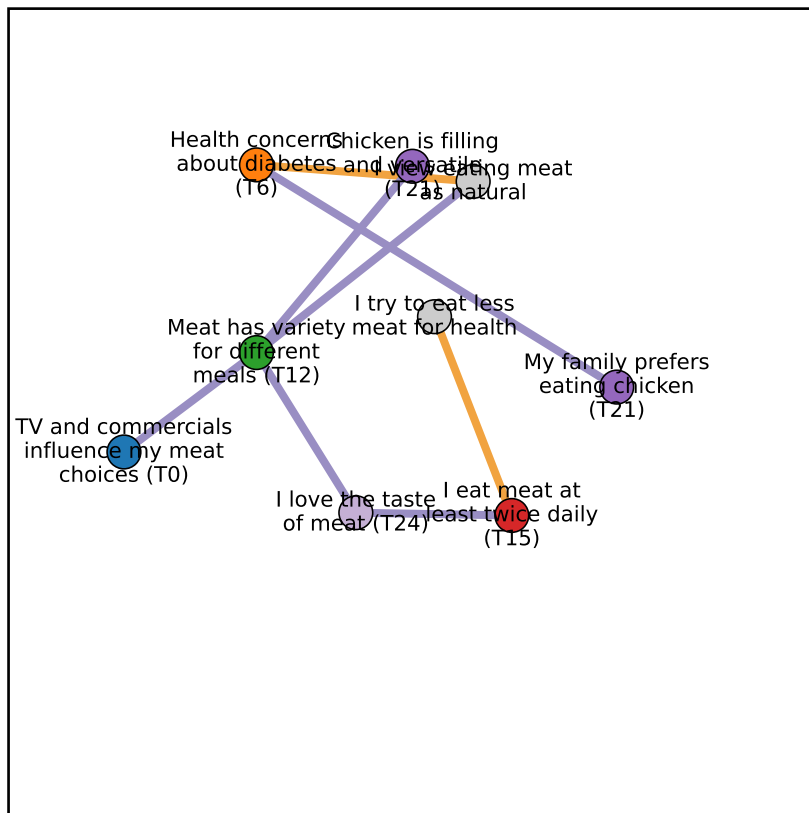 Health concerns
about diabetes
(T6)
Chicken is filling
and versatile
(T21)
I view eating meat
as natural
I try to eat less
meat for health
Meat has variety
for different
meals (T12)
My family prefers
eating chicken
(T21)
TV and commercials
influence my meat
choices (T0)
I love the taste
of meat (T24)
I eat meat at
least twice daily
(T15)